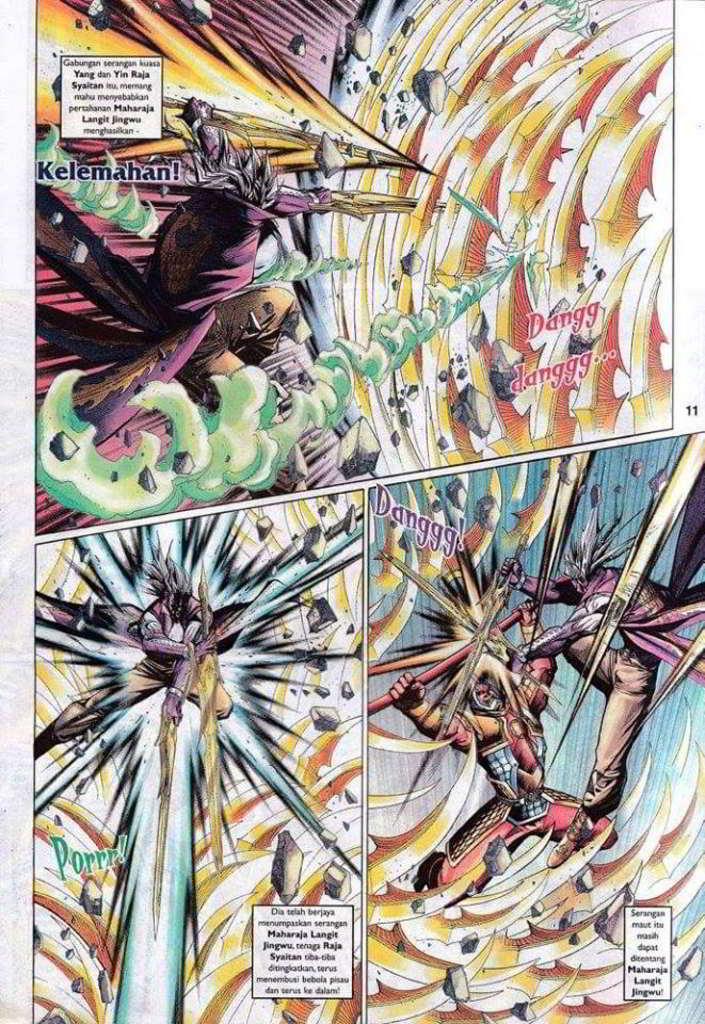 Gabungan serangan kuasa
Yang dan Yin Raja
Syaitan itu, memang
mahu menyebabkan
pertahanan Maharaja
Langit Jingwu
menghasilkan -
Kelemahan!
Dangg
danggg...
11
Danggg!
Porrr!
Dia telah berjaya
menumpaskan serangan
Maharaja Langit
Jingwu, tenaga Raja
Syaitan tiba-tiba
ditingkatkan, terus
menembusi bebola pisau
dan terus ke dalam!
Serangan
maut itu
masih
dapat
ditentang
Maharaja
Langit
Jingwu!